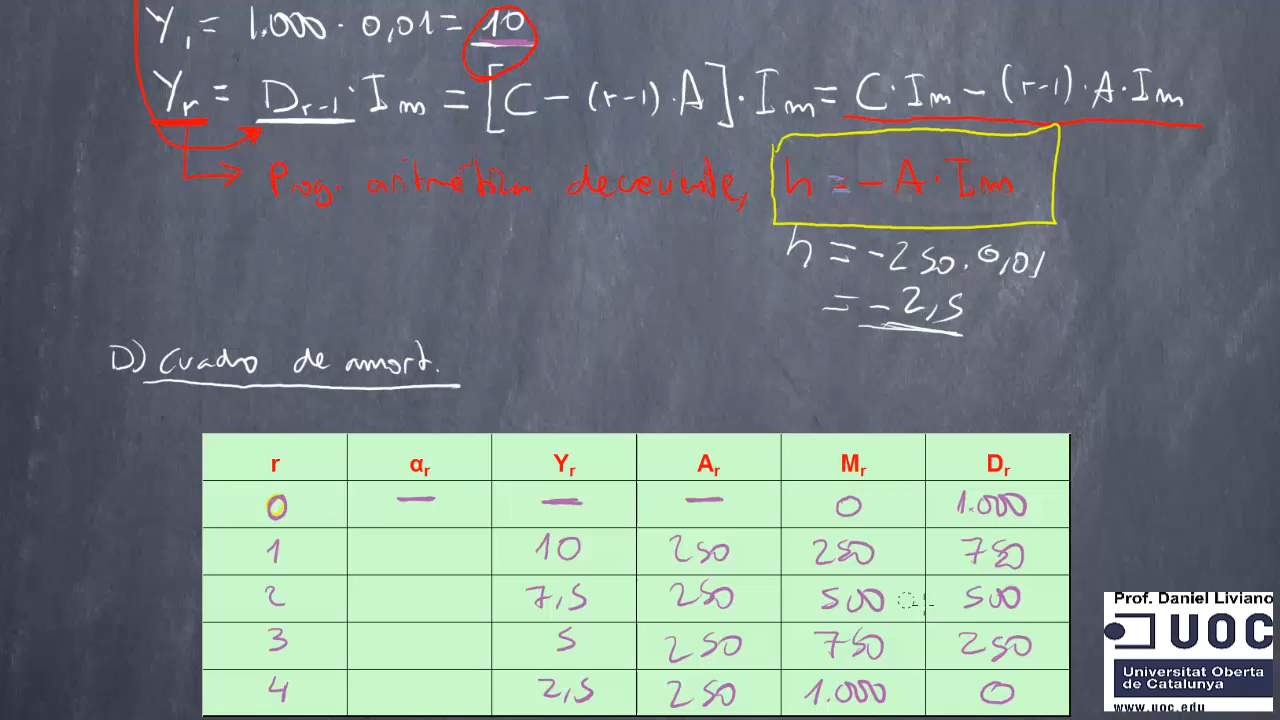 Y₁ = 1.000 · 0,01 = 10
Yr = Dr-1 · Im = [C - (r-1) · A] · Im = C · Im - (r-1) · A · Im
Prog. aritmética decreciente, h = - A · Im
h = -250 · 0,01
= -2,5
D) Cuadro de amort.
r αr Yr Ar Mr Dr
0 — — — 0 1.000
1 10 250 250 750
2 7,5 250 500 500
3 5 250 750 250
4 2,5 250 1.000 0
Prof. Daniel Liviano
UOC
Universitat Oberta
de Catalunya
www.uoc.edu